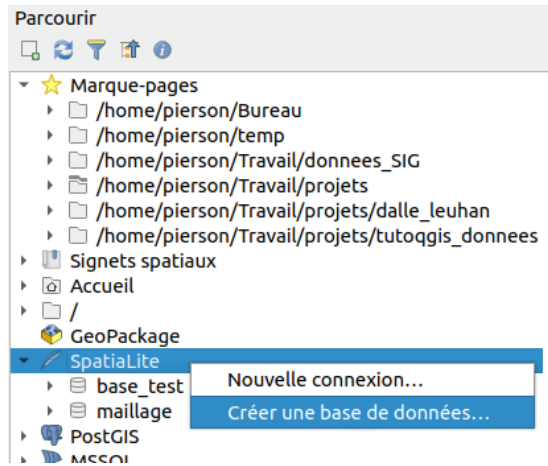 Parcourir
Marque-pages
/home/pierson/Bureau
/home/pierson/temp
/home/pierson/Travail/donnees_SIG
/home/pierson/Travail/projets
/home/pierson/Travail/projets/dalle_leuhan
/home/pierson/Travail/projets/tutoqgis_donnees
Signets spatiaux
Accueil
/
GeoPackage
SpatiaLite
base_test
Nouvelle connexion...
maillage
Créer une base de données...
PostGIS
MSSQL